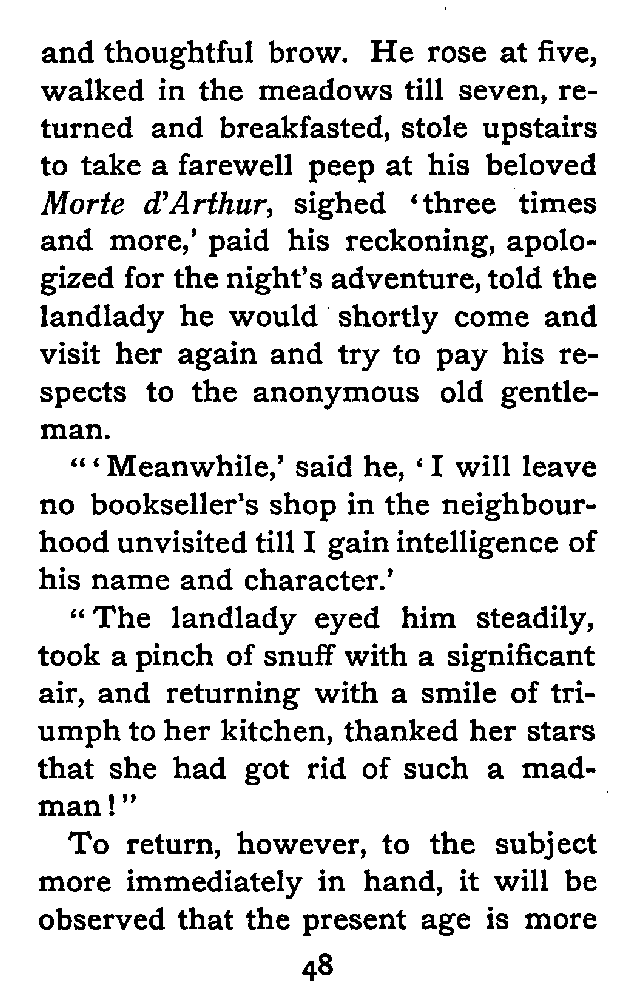 and thoughtful brow. He rose at five,
walked in the meadows till seven, re-
turned and breakfasted, stole upstairs
to take a farewell peep at his beloved
Morte d'Arthur, sighed ‘three times
and more,’ paid his reckoning, apolo-
gized for the night's adventure, told the
landlady he would shortly come and
visit her again and try to pay his re-
spects to the anonymous old gentle-
man.
“‘Meanwhile,’ said he, ‘I will leave
no bookseller's shop in the neighbour-
hood unvisited till I gain intelligence of
his name and character.’
“The landlady eyed him steadily,
took a pinch of snuff with a significant
air, and returning with a smile of tri-
umph to her kitchen, thanked her stars
that she had got rid of such a mad-
man!”
To return, however, to the subject
more immediately in hand, it will be
observed that the present age is more
48